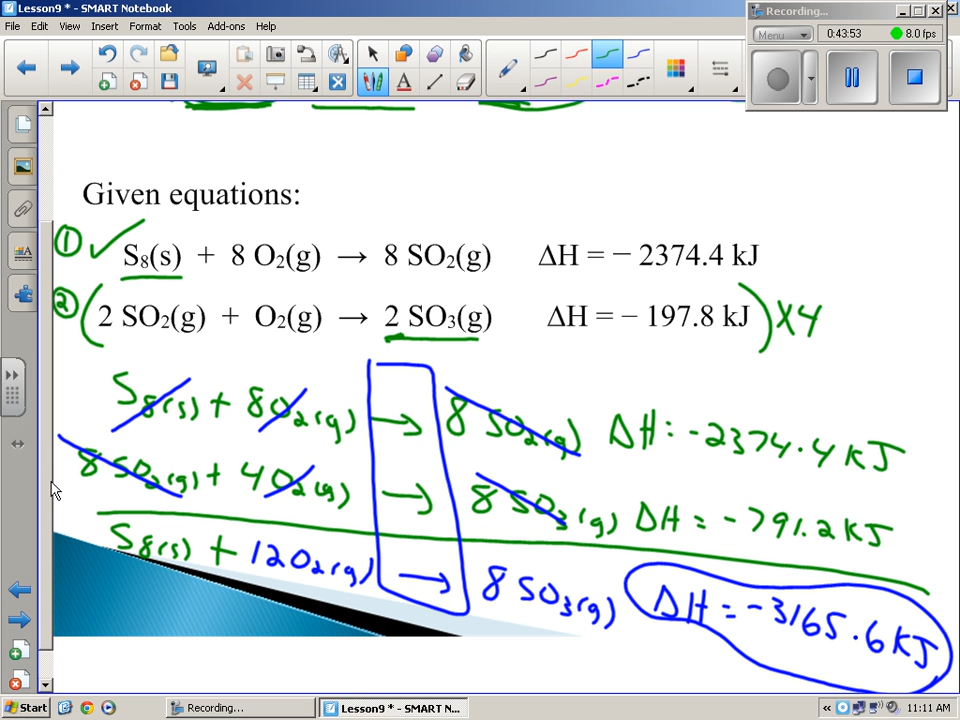 Lesson9 * - SMART Notebook
File Edit View Insert Format Tools Add-ons Help
Recording...
Menu 0:43:53 8.0 fps
Given equations:
① ✓ S₈(s) + 8 O₂(g) → 8 SO₂(g) ΔH = − 2374.4 kJ
② ( 2 SO₂(g) + O₂(g) → 2 SO₃(g) ΔH = − 197.8 kJ ) X4
S₈(s) + 8O₂(g) → 8 SO₂(g) ΔH: -2374.4 kJ
8 SO₂(g) + 4O₂(g) → 8 SO₃(g) ΔH = -791.2 kJ
S₈(s) + 12O₂(g) → 8 SO₃(g) ΔH = -3165.6 kJ
Start Recording... Lesson9 * - SMART N... « 11:11 AM